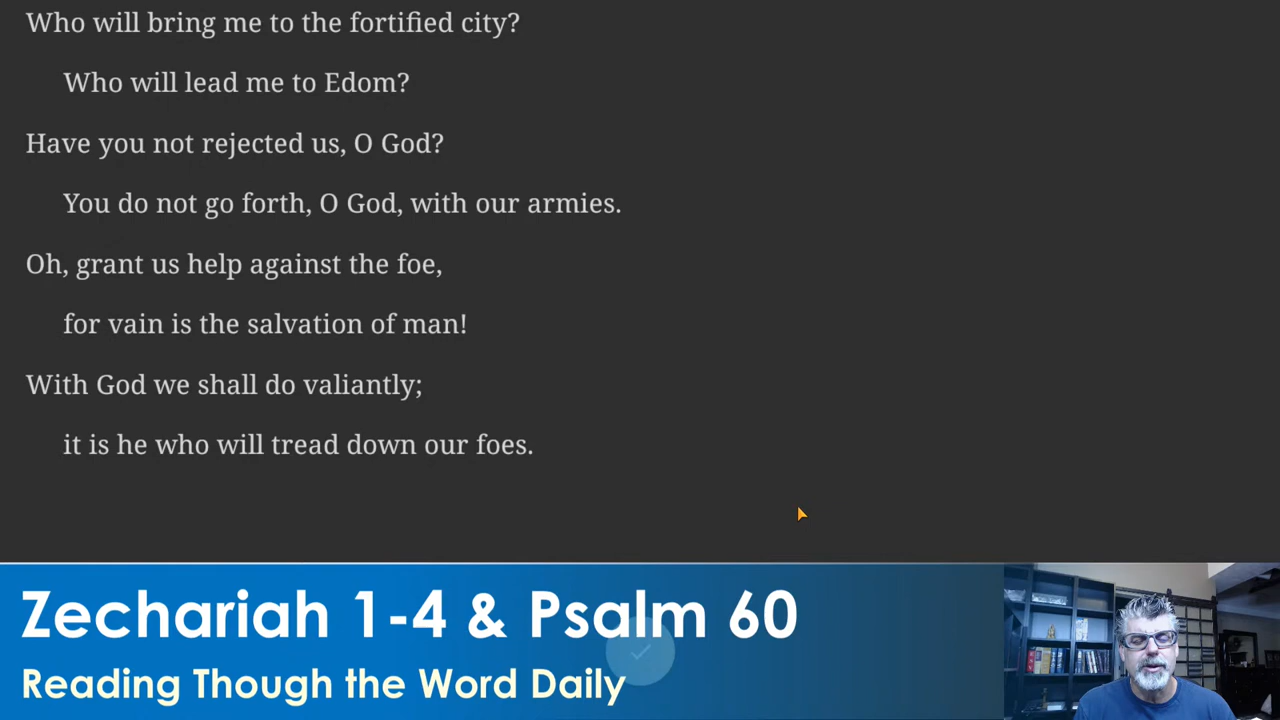 Who will bring me to the fortified city?
Who will lead me to Edom?
Have you not rejected us, O God?
You do not go forth, O God, with our armies.
Oh, grant us help against the foe,
for vain is the salvation of man!
With God we shall do valiantly;
it is he who will tread down our foes.
Zechariah 1-4 & Psalm 60
Reading Though the Word Daily